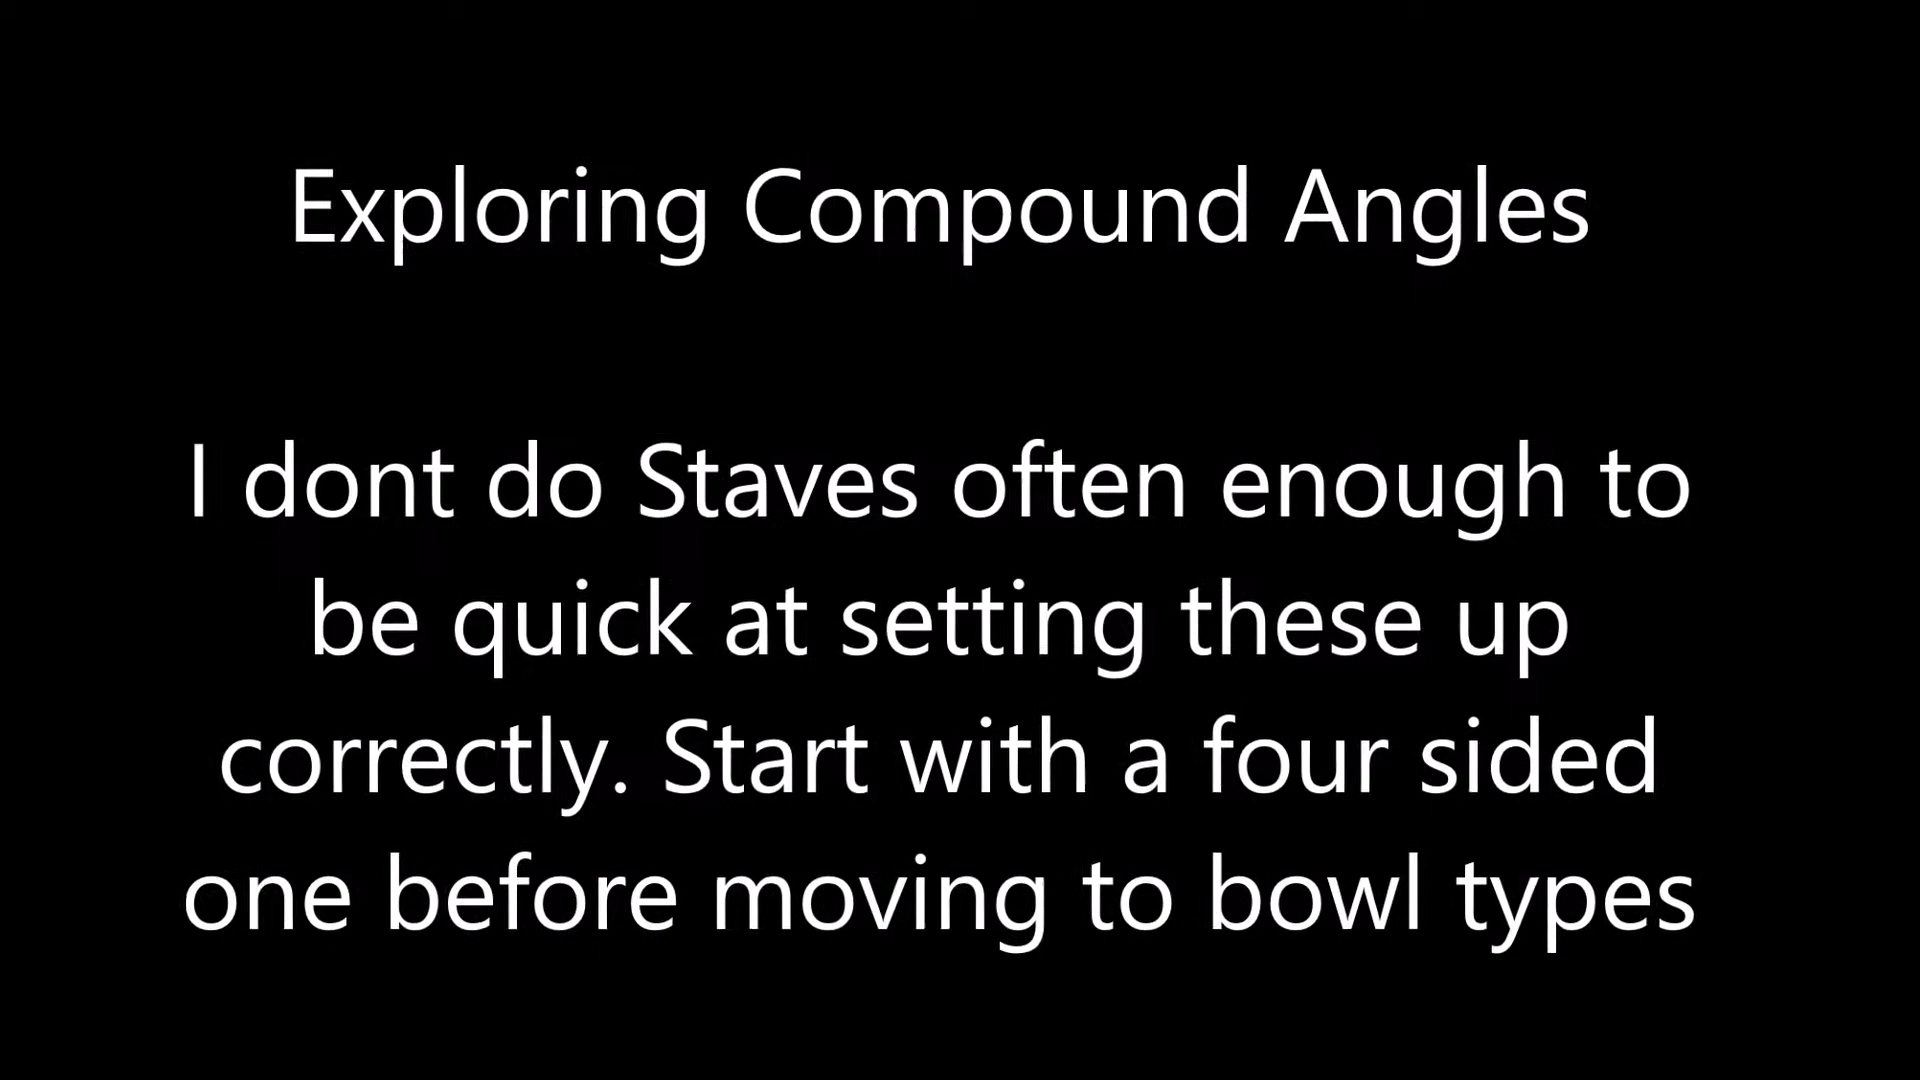 Exploring Compound Angles
I dont do Staves often enough to
be quick at setting these up
correctly. Start with a four sided
one before moving to bowl types